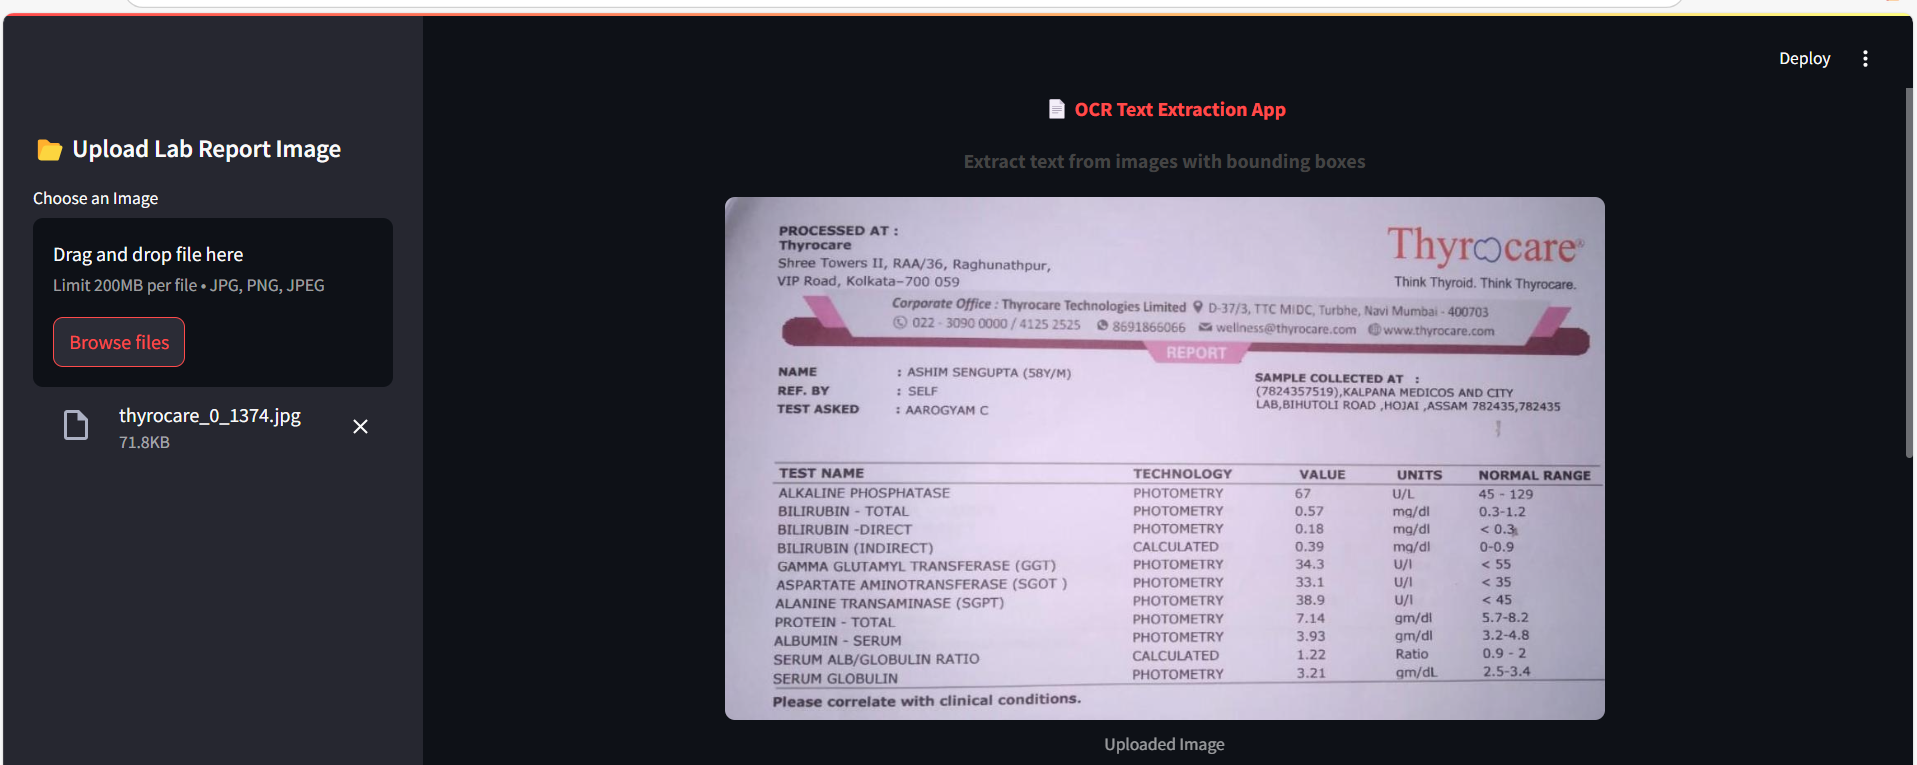 Deploy
📄 OCR Text Extraction App
Extract text from images with bounding boxes
📂 Upload Lab Report Image
Choose an Image
Drag and drop file here
Limit 200MB per file • JPG, PNG, JPEG
Browse files
thyrocare_0_1374.jpg
71.8KB
PROCESSED AT :
Thyrocare
Shree Towers II, RAA/36, Raghunathpur,
VIP Road, Kolkata-700 059
Thyrocare®
Think Thyroid. Think Thyrocare.
Corporate Office : Thyrocare Technologies Limited D-37/3, TTC MIDC, Turbhe, Navi Mumbai - 400703
022 - 3090 0000 / 4125 2525 8691866066 wellness@thyrocare.com www.thyrocare.com
REPORT
NAME : ASHIM SENGUPTA (58Y/M)
REF. BY : SELF
TEST ASKED : AAROGYAM C
SAMPLE COLLECTED AT :
(7824357519),KALPANA MEDICOS AND CITY
LAB,BIHUTOLI ROAD ,HOJAI ,ASSAM 782435,782435
TEST NAME TECHNOLOGY VALUE UNITS NORMAL RANGE
ALKALINE PHOSPHATASE PHOTOMETRY 67 U/L 45 - 129
BILIRUBIN - TOTAL PHOTOMETRY 0.57 mg/dl 0.3-1.2
BILIRUBIN -DIRECT PHOTOMETRY 0.18 mg/dl < 0.3
BILIRUBIN (INDIRECT) CALCULATED 0.39 mg/dl 0-0.9
GAMMA GLUTAMYL TRANSFERASE (GGT) PHOTOMETRY 34.3 U/l < 55
ASPARTATE AMINOTRANSFERASE (SGOT ) PHOTOMETRY 33.1 U/l < 35
ALANINE TRANSAMINASE (SGPT) PHOTOMETRY 38.9 U/l < 45
PROTEIN - TOTAL PHOTOMETRY 7.14 gm/dl 5.7-8.2
ALBUMIN - SERUM PHOTOMETRY 3.93 gm/dl 3.2-4.8
SERUM ALB/GLOBULIN RATIO CALCULATED 1.22 Ratio 0.9 - 2
SERUM GLOBULIN PHOTOMETRY 3.21 gm/dL 2.5-3.4
Please correlate with clinical conditions.
Uploaded Image